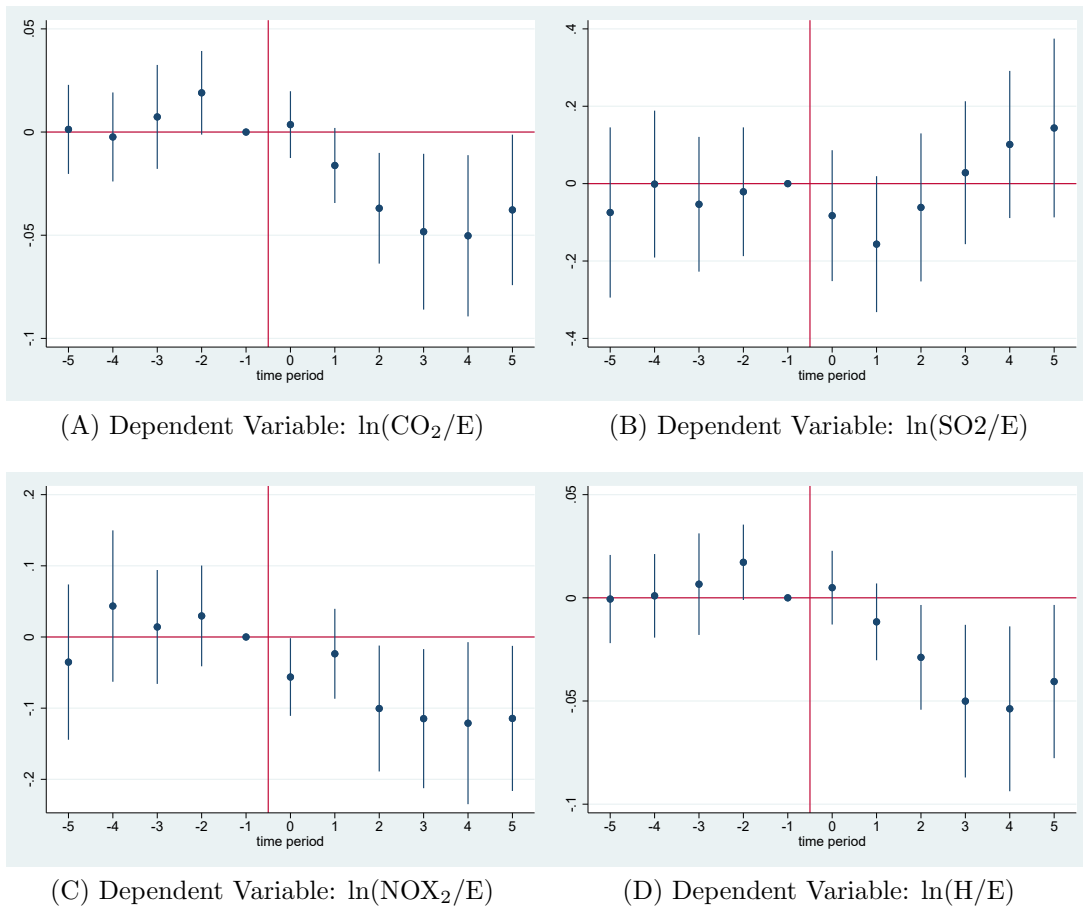 .05
0
-.05
-.1
-5 -4 -3 -2 -1 0 1 2 3 4 5
time period
(A) Dependent Variable: ln(CO₂/E)
.4
.2
0
-.2
-.4
-5 -4 -3 -2 -1 0 1 2 3 4 5
time period
(B) Dependent Variable: ln(SO2/E)
.2
.1
0
-.1
-.2
-5 -4 -3 -2 -1 0 1 2 3 4 5
time period
(C) Dependent Variable: ln(NOX₂/E)
.05
0
-.05
-.1
-5 -4 -3 -2 -1 0 1 2 3 4 5
time period
(D) Dependent Variable: ln(H/E)